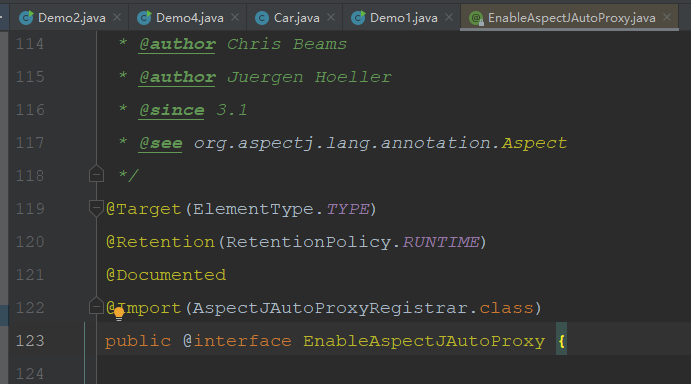 Demo2.java Demo4.java Car.java Demo1.java EnableAspectJAutoProxy.java
114 * @author Chris Beams
115 * @author Juergen Hoeller
116 * @since 3.1
117 * @see org.aspectj.lang.annotation.Aspect
118 */
119 @Target(ElementType.TYPE)
120 @Retention(RetentionPolicy.RUNTIME)
121 @Documented
122 @Import(AspectJAutoProxyRegistrar.class)
123 public @interface EnableAspectJAutoProxy {
124